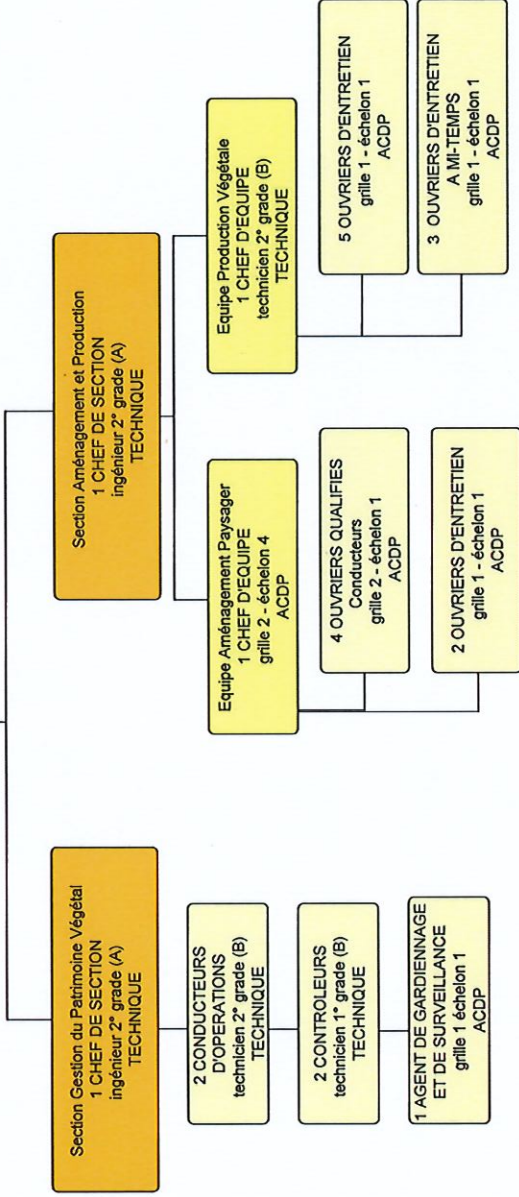 Section Gestion du Patrimoine Végétal
1 CHEF DE SECTION
ingénieur 2° grade (A)
TECHNIQUE
2 CONDUCTEURS
D'OPERATIONS
technicien 2° grade (B)
TECHNIQUE
2 CONTROLEURS
technicien 1° grade (B)
TECHNIQUE
1 AGENT DE GARDIENNAGE
ET DE SURVEILLANCE
grille 1 échelon 1
ACDP
Section Aménagement et Production
1 CHEF DE SECTION
ingénieur 2° grade (A)
TECHNIQUE
Equipe Aménagement Paysager
1 CHEF D'EQUIPE
grille 2 - échelon 4
ACDP
4 OUVRIERS QUALIFIES
Conducteurs
grille 2 - échelon 1
ACDP
2 OUVRIERS D'ENTRETIEN
grille 1 - échelon 1
ACDP
Equipe Production Végétale
1 CHEF D'EQUIPE
technicien 2° grade (B)
TECHNIQUE
5 OUVRIERS D'ENTRETIEN
grille 1 - échelon 1
ACDP
3 OUVRIERS D'ENTRETIEN
A MI-TEMPS
grille 1 - échelon 1
ACDP